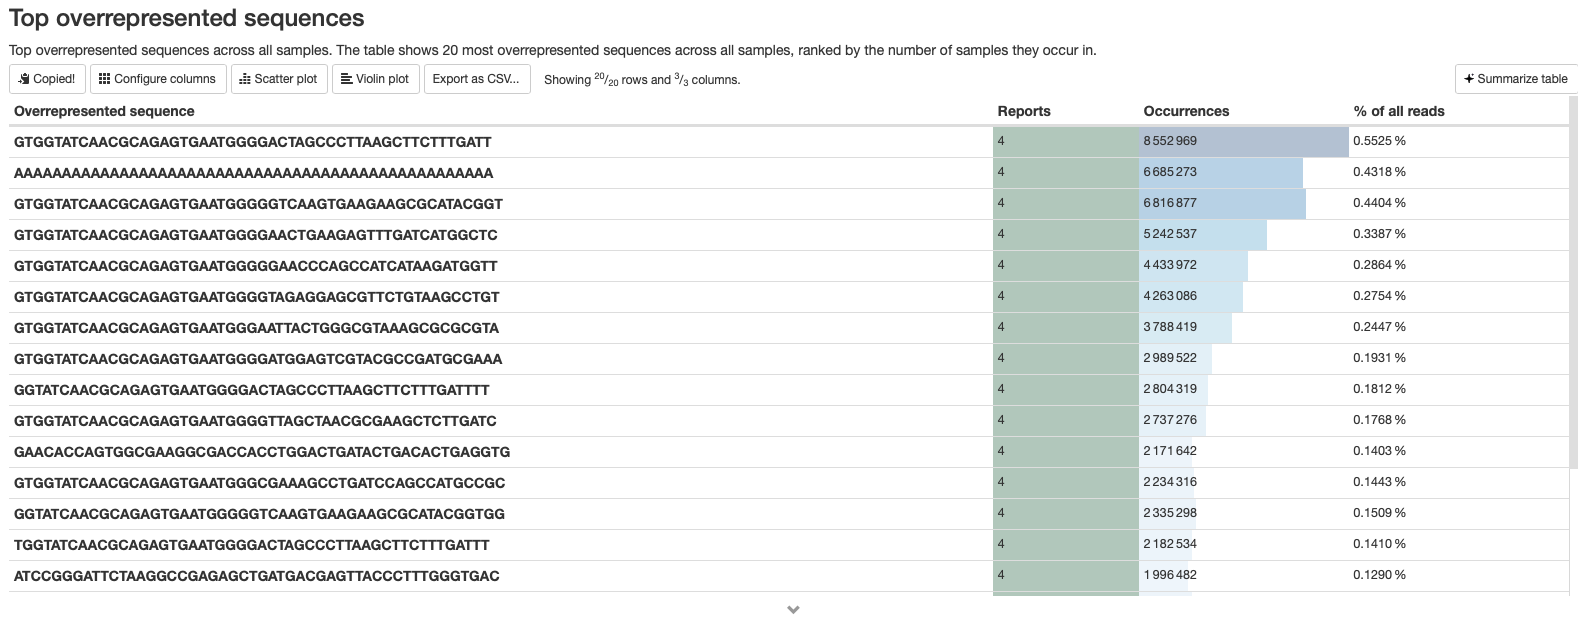 Top overrepresented sequences
Top overrepresented sequences across all samples. The table shows 20 most overrepresented sequences across all samples, ranked by the number of samples they occur in.
Copied! Configure columns Scatter plot Violin plot Export as CSV... Showing 20/20 rows and 3/3 columns. Summarize table
Overrepresented sequence Reports Occurrences % of all reads
GTGGTATCAACGCAGAGTGAATGGGGACTAGCCCTTAAGCTTCTTTGATT 4 8 552 969 0.5525 %
AAAAAAAAAAAAAAAAAAAAAAAAAAAAAAAAAAAAAAAAAAAAAAAAAA 4 6 685 273 0.4318 %
GTGGTATCAACGCAGAGTGAATGGGGGTCAAGTGAAGAAGCGCATACGGT 4 6 816 877 0.4404 %
GTGGTATCAACGCAGAGTGAATGGGGAACTGAAGAGTTTGATCATGGCTC 4 5 242 537 0.3387 %
GTGGTATCAACGCAGAGTGAATGGGGGAACCCAGCCATCATAAGATGGTT 4 4 433 972 0.2864 %
GTGGTATCAACGCAGAGTGAATGGGGTAGAGGAGCGTTCTGTAAGCCTGT 4 4 263 086 0.2754 %
GTGGTATCAACGCAGAGTGAATGGGAATTACTGGGCGTAAAGCGCGCGTA 4 3 788 419 0.2447 %
GTGGTATCAACGCAGAGTGAATGGGGATGGAGTCGTACGCCGATGCGAAA 4 2 989 522 0.1931 %
GGTATCAACGCAGAGTGAATGGGGACTAGCCCTTAAGCTTCTTTGATTTT 4 2 804 319 0.1812 %
GTGGTATCAACGCAGAGTGAATGGGGTTAGCTAACGCGAAGCTCTTGATC 4 2 737 276 0.1768 %
GAACACCAGTGGCGAAGGCGACCACCTGGACTGATACTGACACTGAGGTG 4 2 171 642 0.1403 %
GTGGTATCAACGCAGAGTGAATGGGCGAAAGCCTGATCCAGCCATGCCGC 4 2 234 316 0.1443 %
GGTATCAACGCAGAGTGAATGGGGGTCAAGTGAAGAAGCGCATACGGTGG 4 2 335 298 0.1509 %
TGGTATCAACGCAGAGTGAATGGGGACTAGCCCTTAAGCTTCTTTGATTT 4 2 182 534 0.1410 %
ATCCGGGATTCTAAGGCCGAGAGCTGATGACGAGTTACCCTTTGGGTGAC 4 1 996 482 0.1290 %